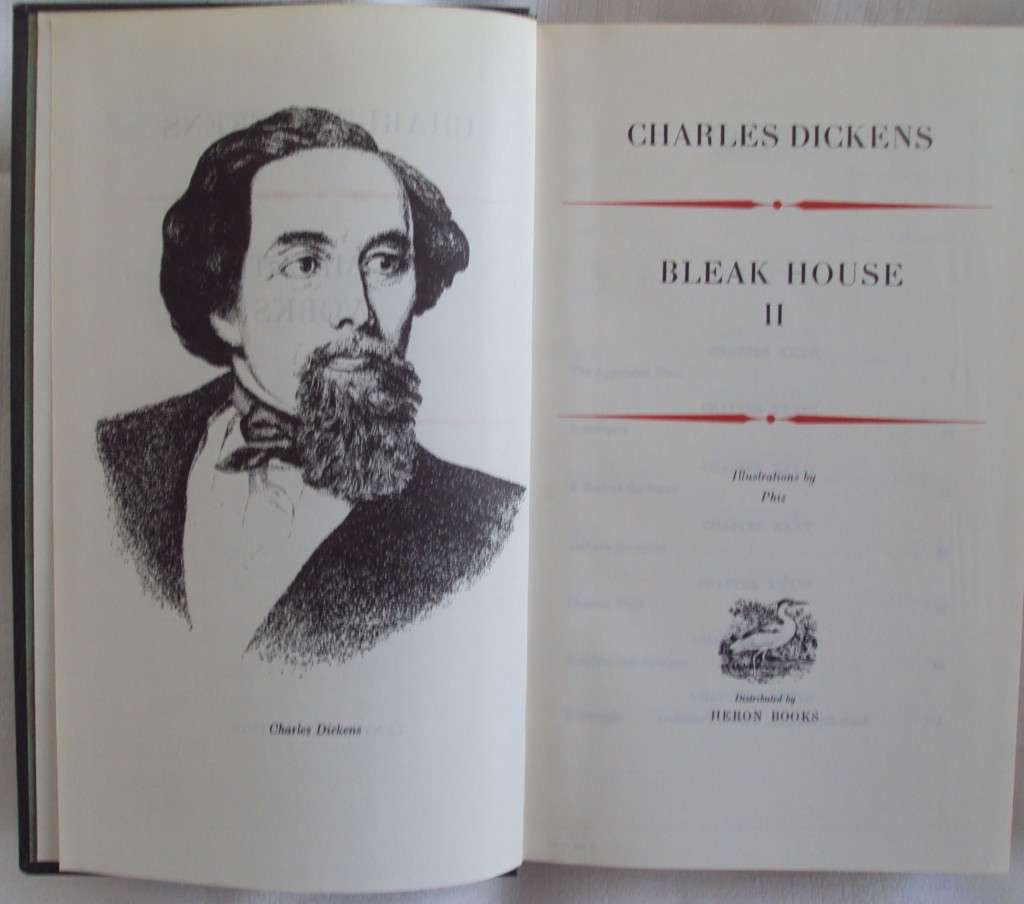 Charles Dickens
CHARLES DICKENS
BLEAK HOUSE
II
Illustrations by
Phiz
Distributed by
HERON BOOKS